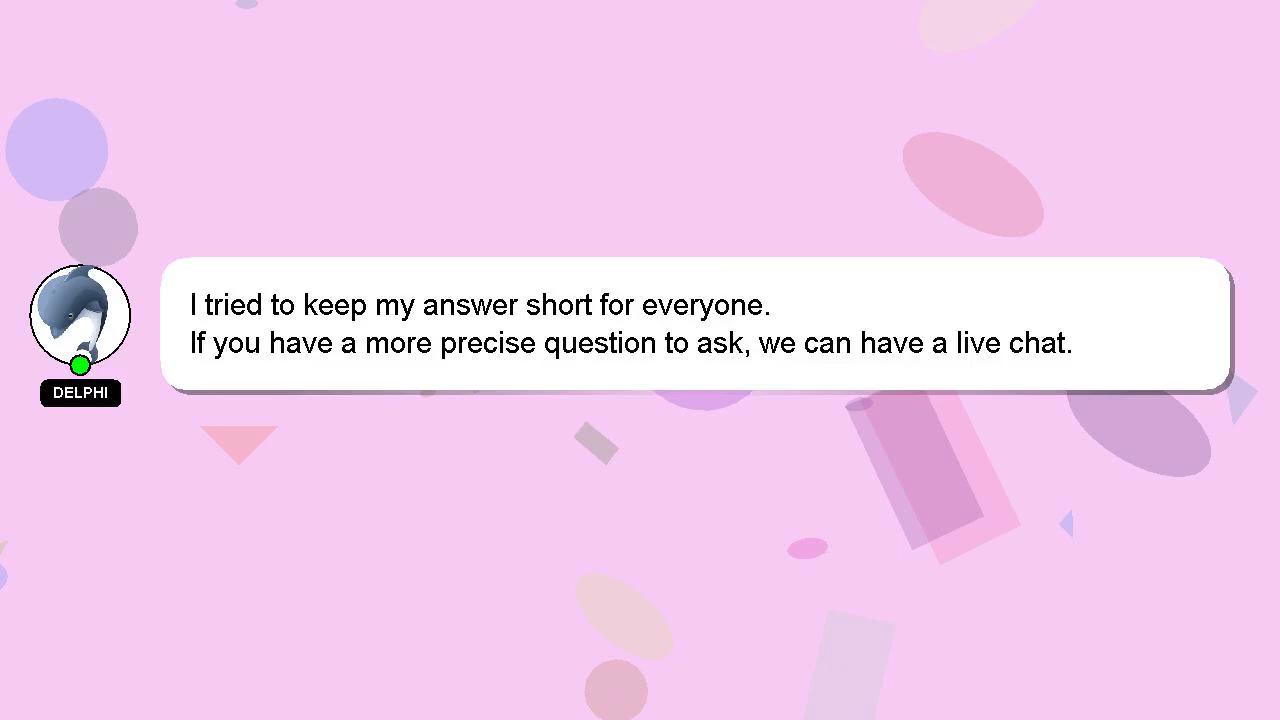 I tried to keep my answer short for everyone.
If you have a more precise question to ask, we can have a live chat.
DELPHI